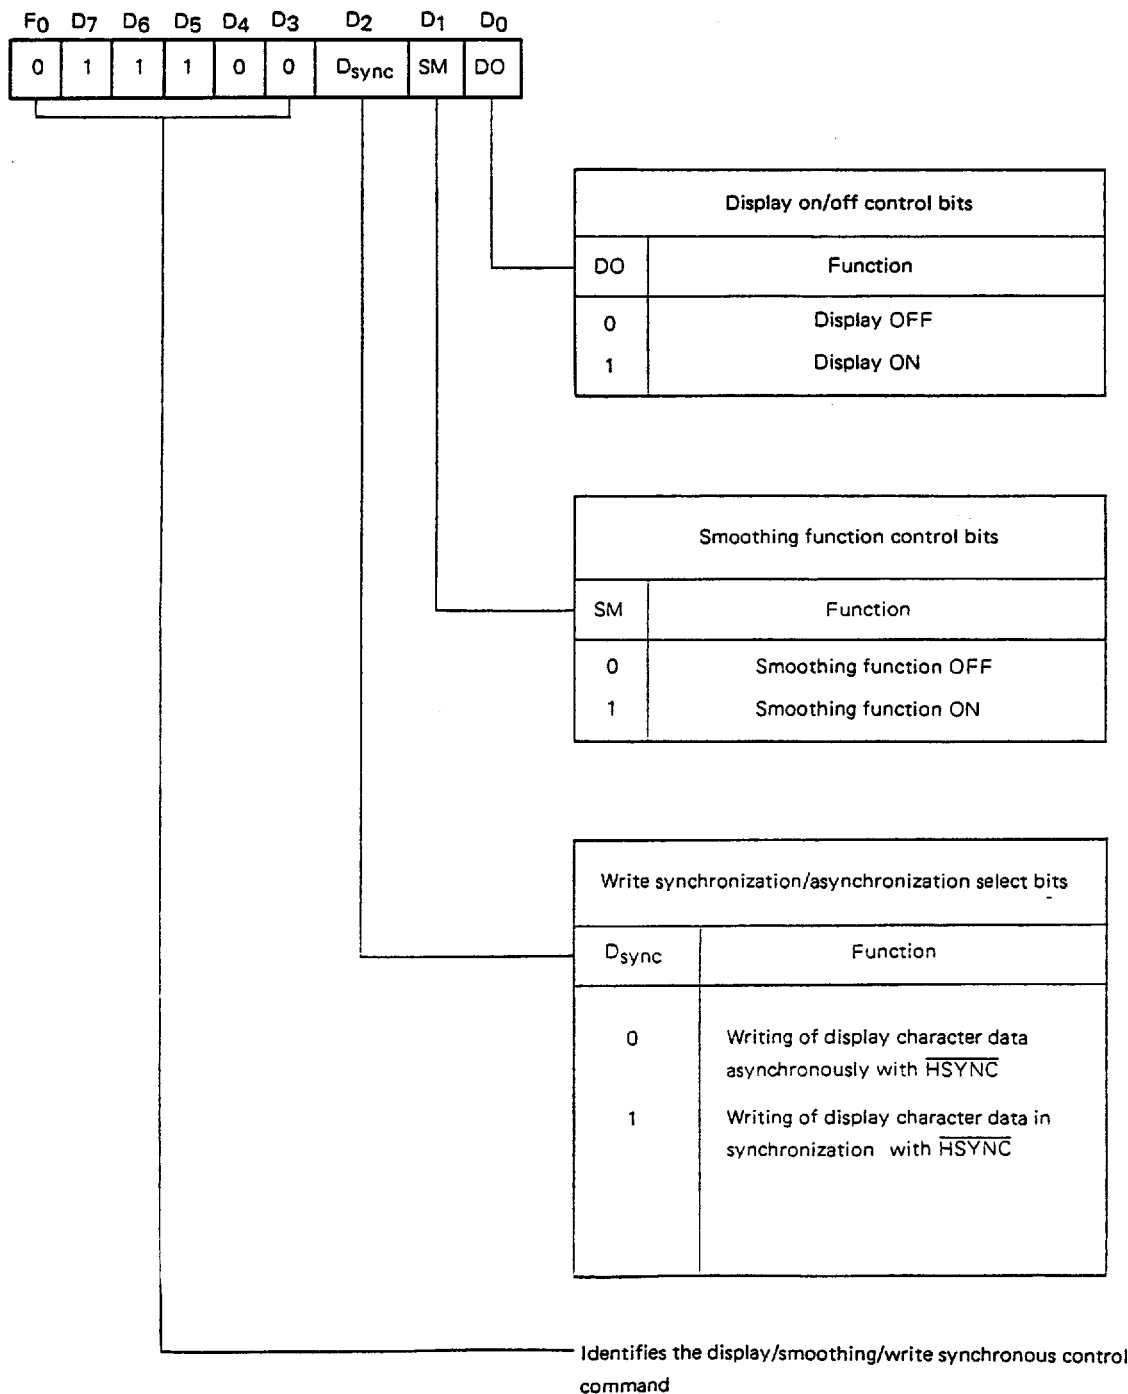 F0 D7 D6 D5 D4 D3 D2 D1 D0
0 1 1 1 0 0 Dsync SM DO
Display on/off control bits
DO Function
0 Display OFF
1 Display ON
Smoothing function control bits
SM Function
0 Smoothing function OFF
1 Smoothing function ON
Write synchronization/asynchronization select bits
Dsync Function
0 Writing of display character data
asynchronously with H̅S̅Y̅N̅C̅
1 Writing of display character data in
synchronization with H̅S̅Y̅N̅C̅
Identifies the display/smoothing/write synchronous control
command